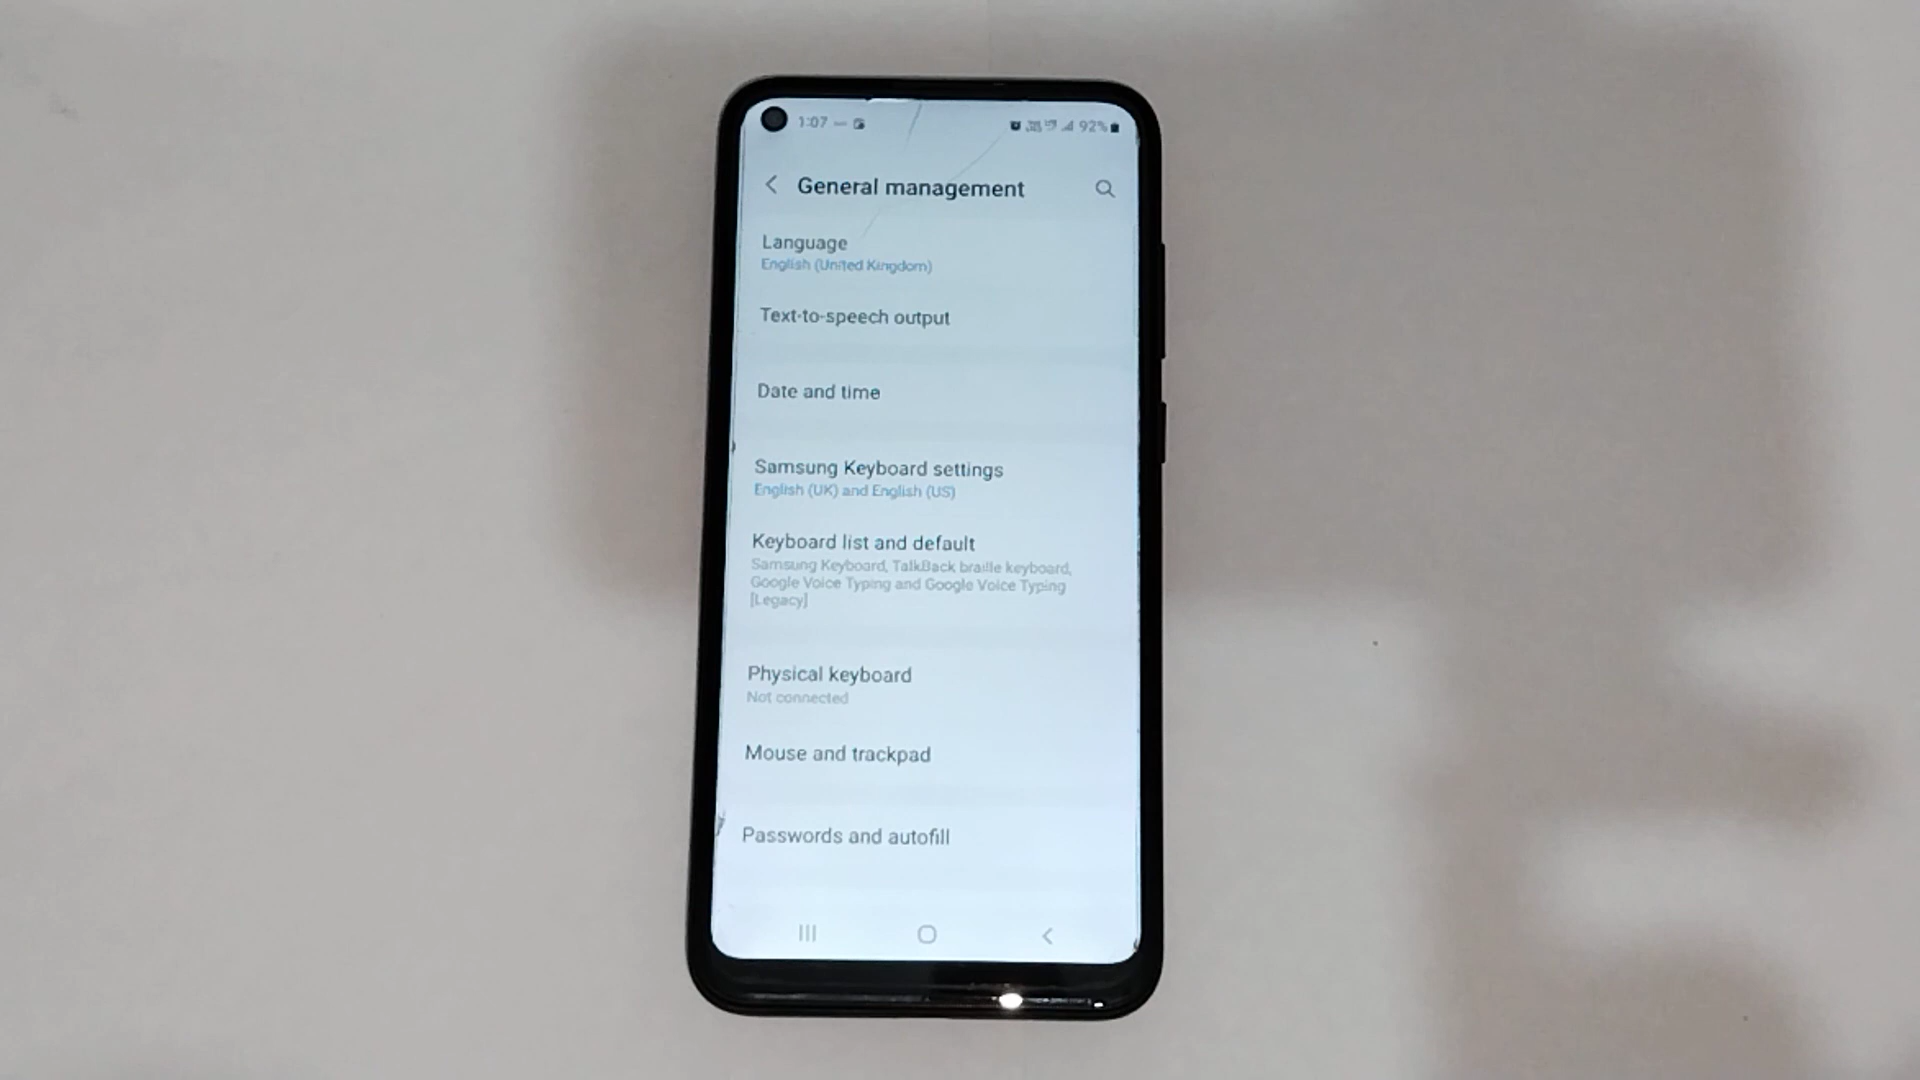 1:07
92%
General management
Language
English (United Kingdom)
Text-to-speech output
Date and time
Samsung Keyboard settings
English (UK) and English (US)
Keyboard list and default
Samsung Keyboard, TalkBack braille keyboard,
Google Voice Typing and Google Voice Typing
[Legacy]
Physical keyboard
Not connected
Mouse and trackpad
Passwords and autofill